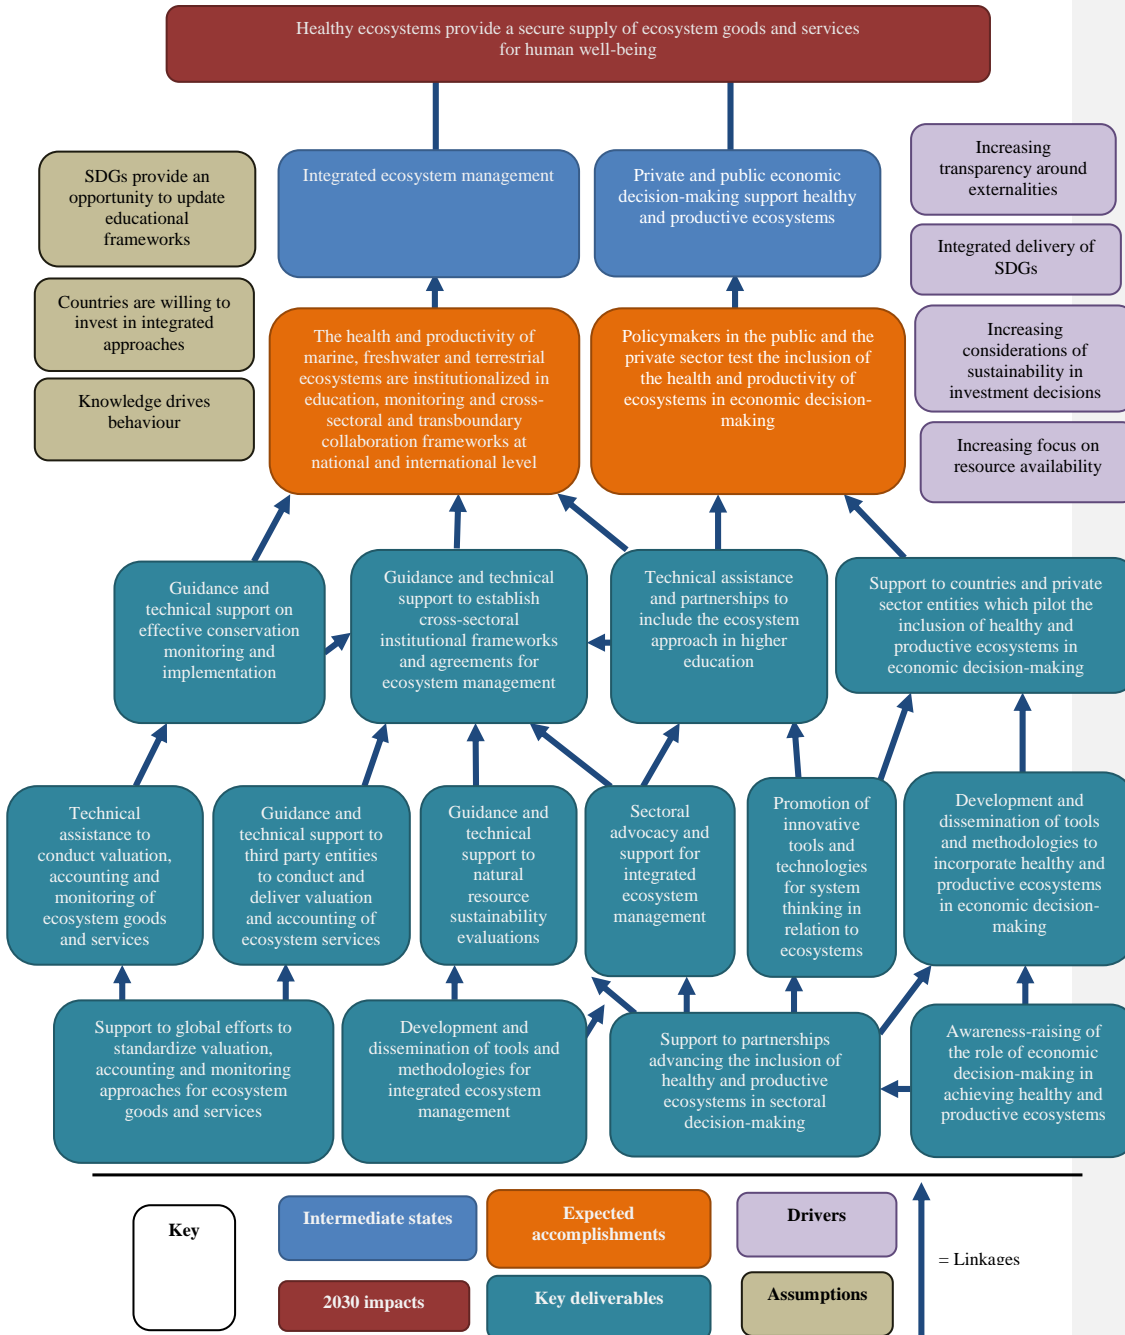 Healthy ecosystems provide a secure supply of ecosystem goods and services
for human well-being
SDGs provide an
opportunity to update
educational
frameworks
Countries are willing to
invest in integrated
approaches
Knowledge drives
behaviour
Integrated ecosystem management
Private and public economic
decision-making support healthy
and productive ecosystems
Increasing
transparency around
externalities
Integrated delivery of
SDGs
Increasing
considerations of
sustainability in
investment decisions
Increasing focus on
resource availability
The health and productivity of
marine, freshwater and terrestrial
ecosystems are institutionalized in
education, monitoring and cross-
sectoral and transboundary
collaboration frameworks at
national and international level
Policymakers in the public and the
private sector test the inclusion of
the health and productivity of
ecosystems in economic decision-
making
Guidance and
technical support on
effective conservation
monitoring and
implementation
Guidance and technical
support to establish
cross-sectoral
institutional frameworks
and agreements for
ecosystem management
Technical assistance
and partnerships to
include the ecosystem
approach in higher
education
Support to countries and private
sector entities which pilot the
inclusion of healthy and
productive ecosystems in
economic decision-making
Technical
assistance to
conduct valuation,
accounting and
monitoring of
ecosystem goods
and services
Guidance and
technical support to
third party entities
to conduct and
deliver valuation
and accounting of
ecosystem services
Guidance and
technical
support to
natural
resource
sustainability
evaluations
Sectoral
advocacy and
support for
integrated
ecosystem
management
Promotion of
innovative
tools and
technologies
for system
thinking in
relation to
ecosystems
Development and
dissemination of tools
and methodologies to
incorporate healthy and
productive ecosystems
in economic decision-
making
Support to global efforts to
standardize valuation,
accounting and monitoring
approaches for ecosystem
goods and services
Development and
dissemination of tools and
methodologies for
integrated ecosystem
management
Support to partnerships
advancing the inclusion of
healthy and productive
ecosystems in sectoral
decision-making
Awareness-raising of
the role of economic
decision-making in
achieving healthy and
productive ecosystems
Key
Intermediate states
Expected
accomplishments
Drivers
= Linkages
2030 impacts
Key deliverables
Assumptions